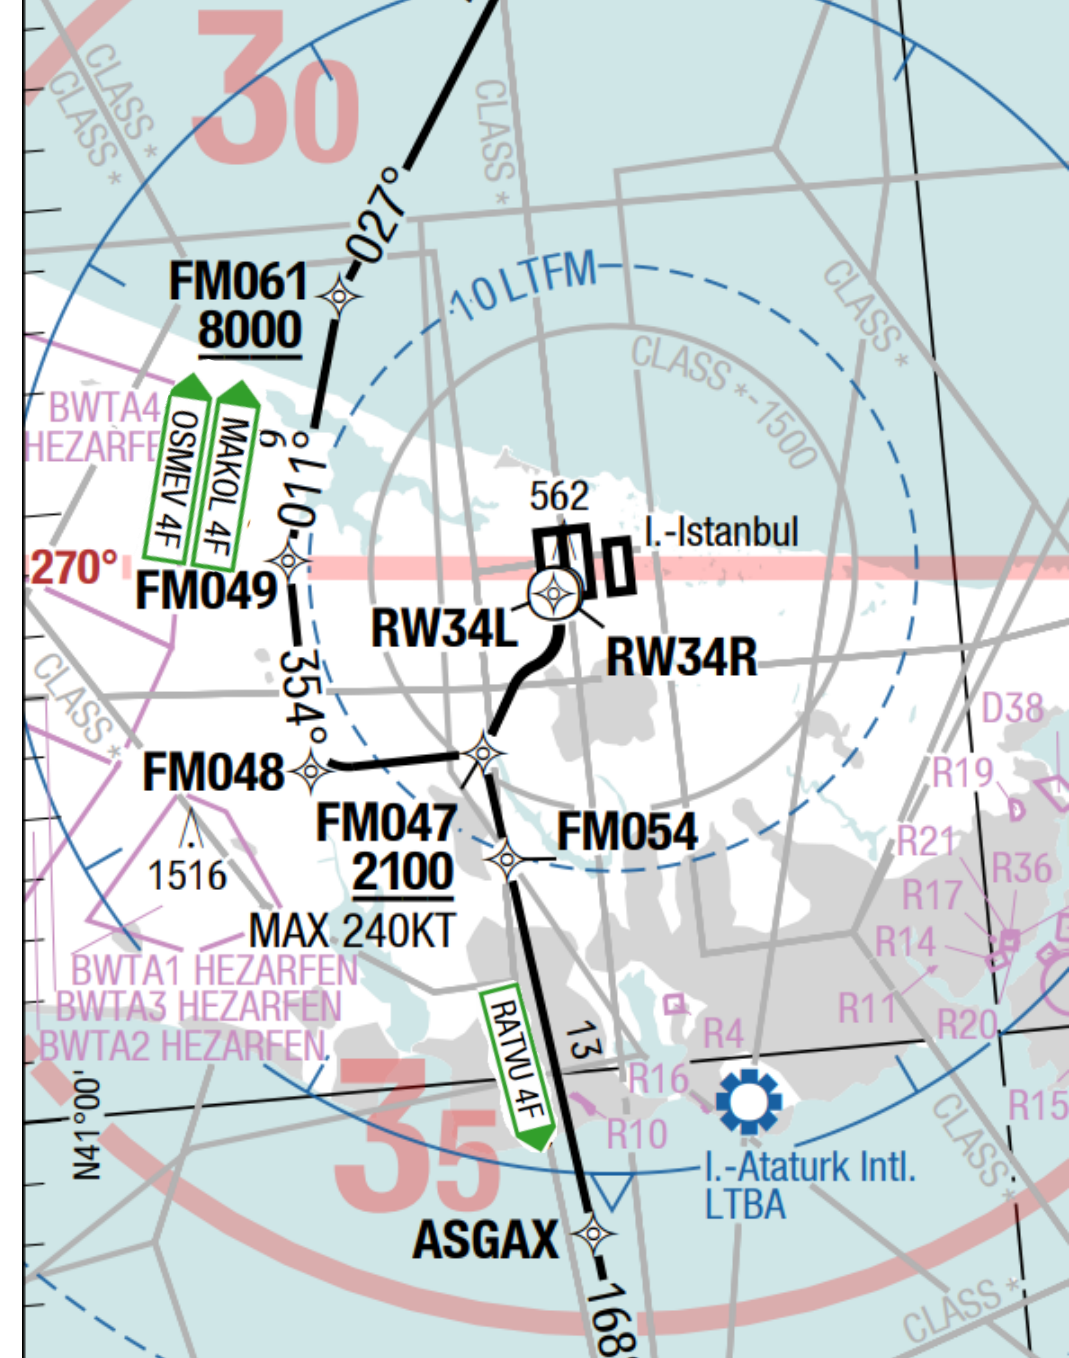 30
CLASS *
CLASS *
CLASS *
027°
FM061
8000
10 LTFM
CLASS *
CLASS *-1500
BWTA4
HEZARFE
OSMEV 4F
MAKOL 4F
9
011°
562
I.-Istanbul
270°
FM049
RW34L
RW34R
354°
CLASS *
D38
R19
FM048
FM047
2100
MAX 240KT
FM054
R21
R36
R17
R14
1516
BWTA1 HEZARFEN
BWTA3 HEZARFEN
BWTA2 HEZARFEN
R11
R20
R4
RATVU 4F
13
R16
R10
R15
N41°00'
35
CLASS *
I.-Ataturk Intl.
LTBA
ASGAX
168°
CLASS *